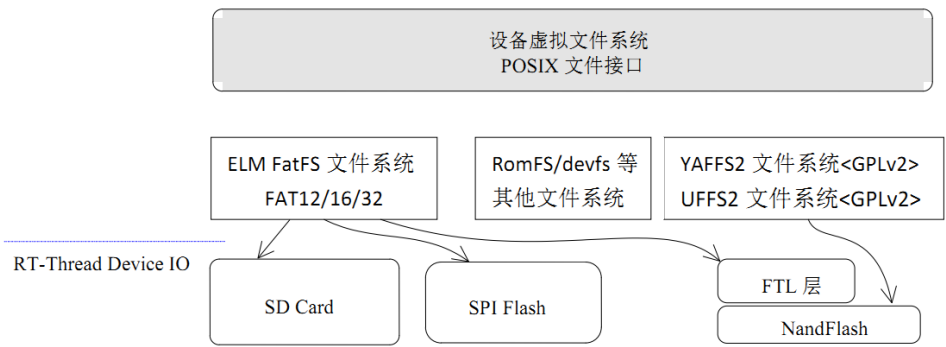 设备虚拟文件系统
POSIX 文件接口
ELM FatFS 文件系统
FAT12/16/32
RomFS/devfs 等
其他文件系统
YAFFS2 文件系统<GPLv2>
UFFS2 文件系统<GPLv2>
RT-Thread Device IO
SD Card
SPI Flash
FTL 层
NandFlash